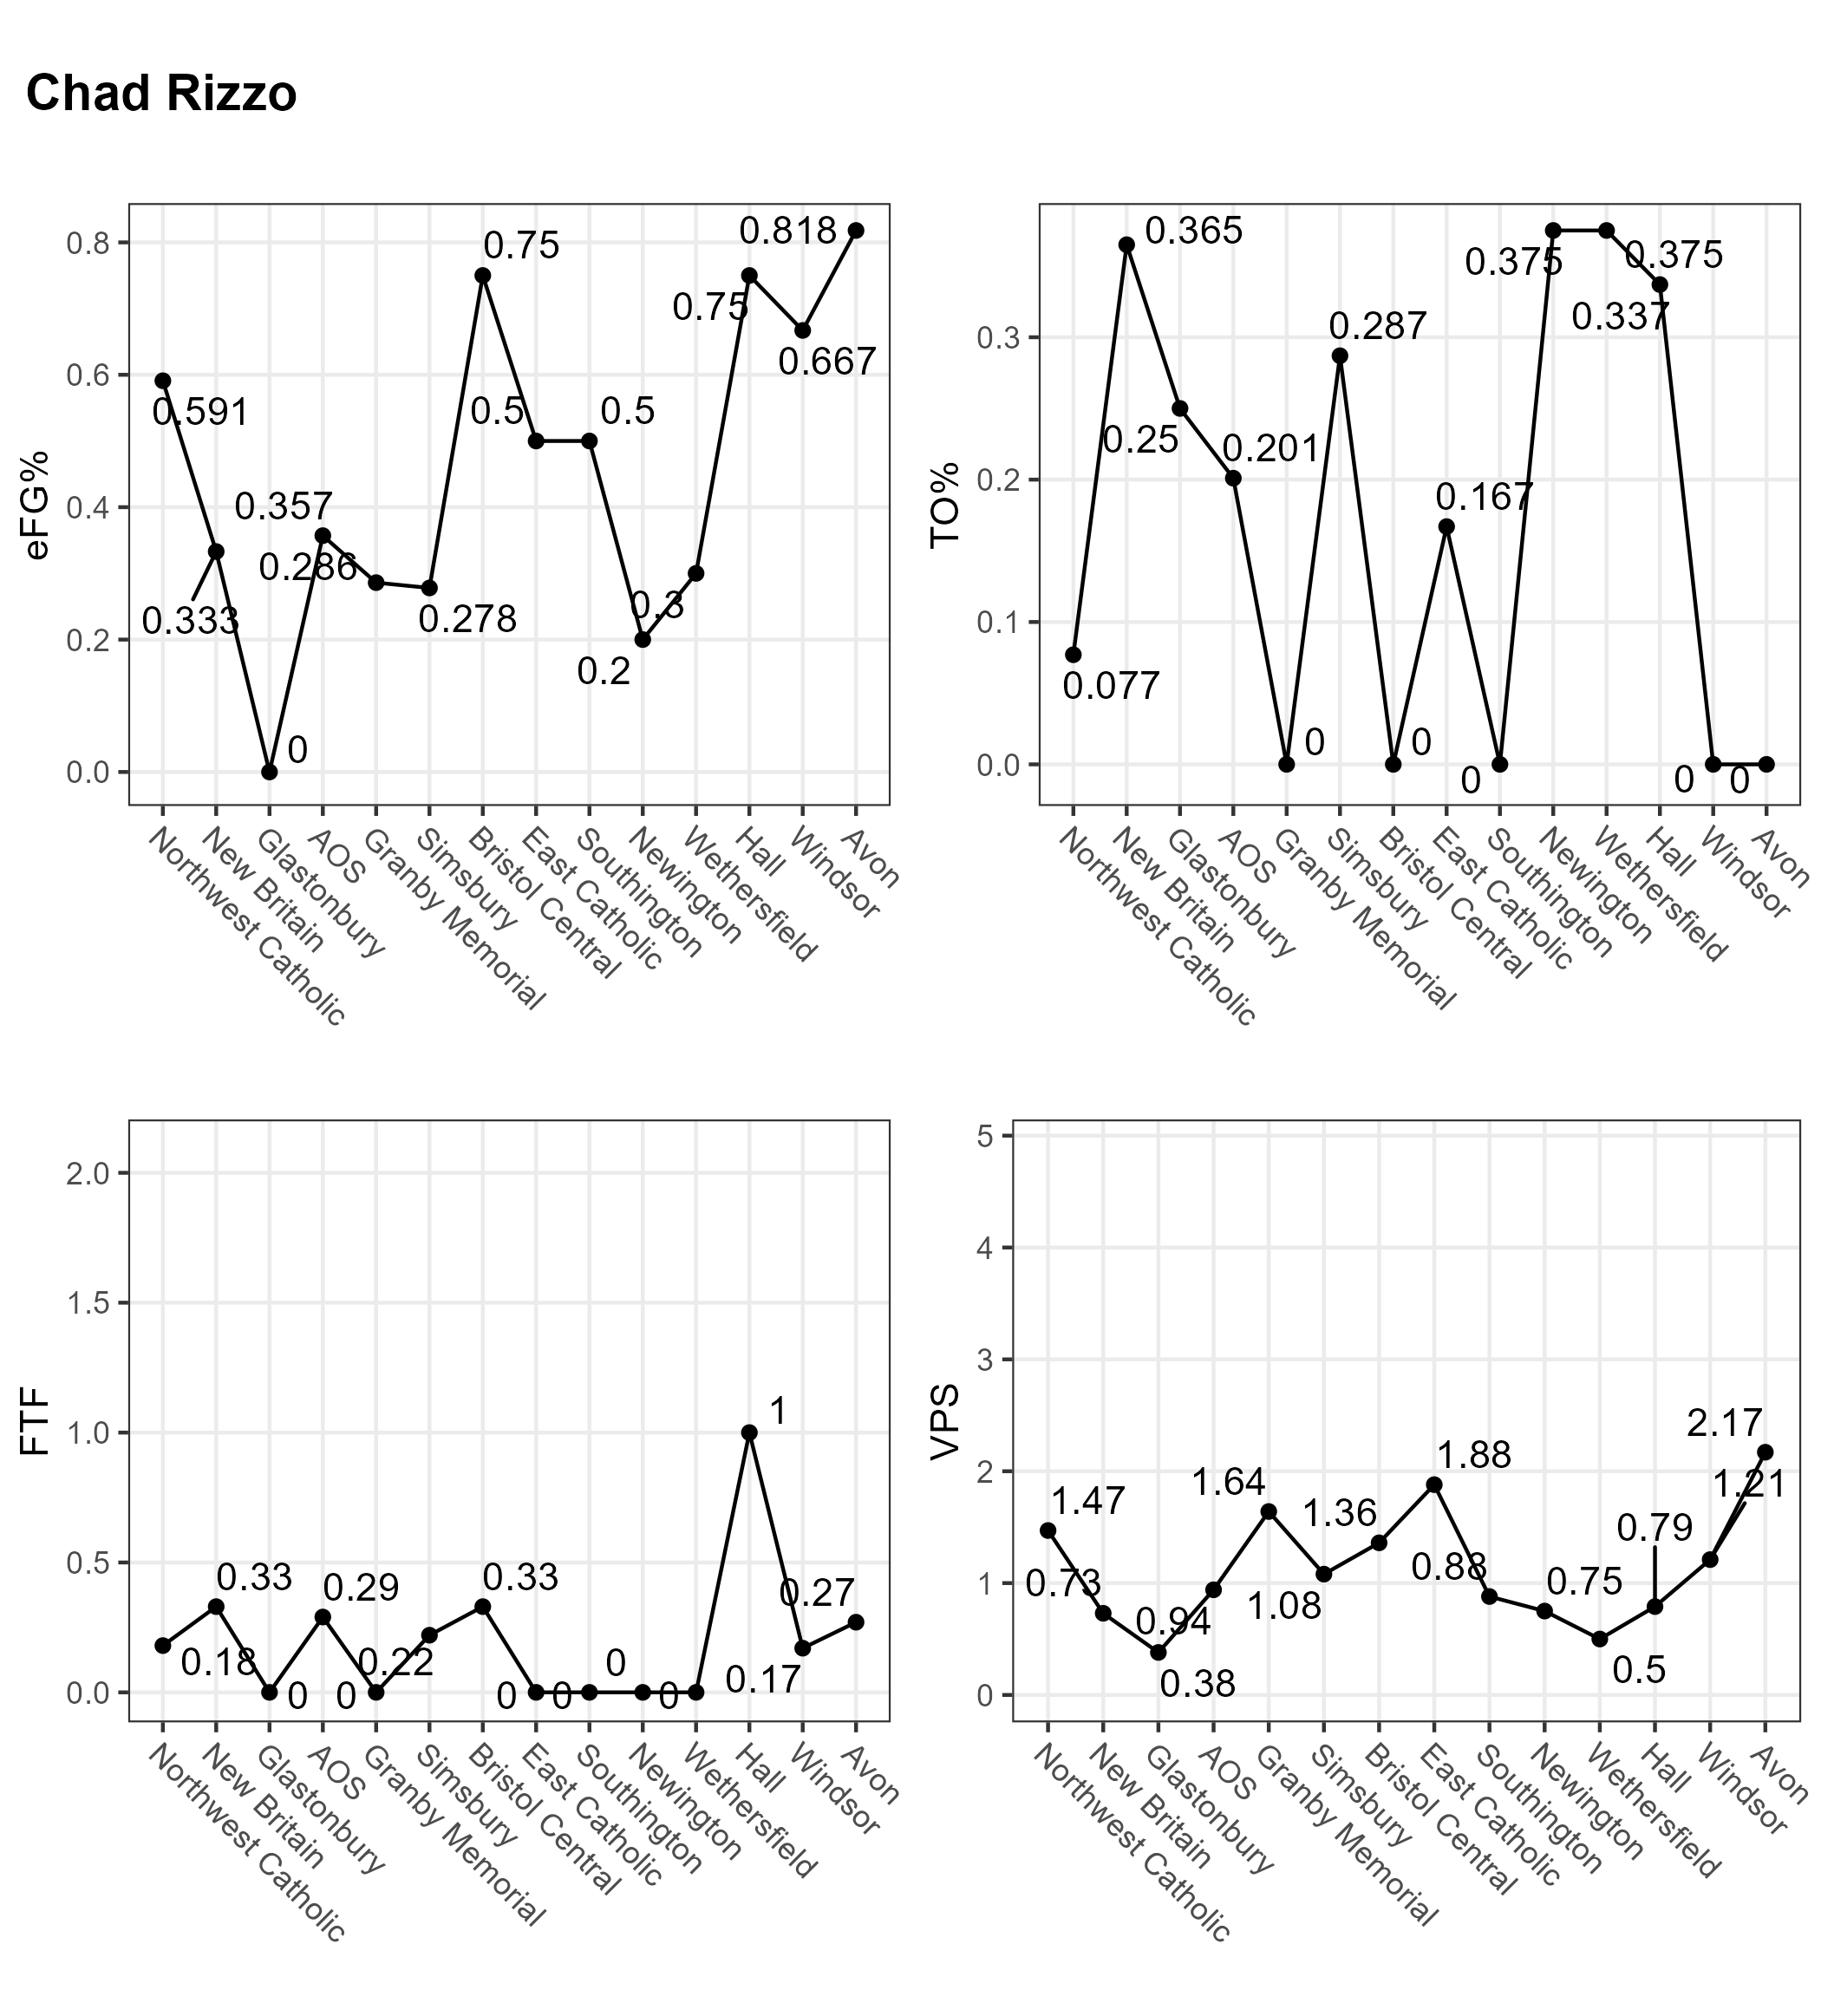 Chad Rizzo
eFG%
0.8
0.6
0.4
0.2
0.0
0.591
0.333
0
0.357
0.286
0.278
0.75
0.5
0.5
0.2
0.3
0.75
0.667
0.818
Northwest Catholic
New Britain
Glastonbury
AOS
Granby Memorial
Simsbury
Bristol Central
East Catholic
Southington
Newington
Wethersfield
Hall
Windsor
Avon
TO%
0.3
0.2
0.1
0.0
0.077
0.365
0.25
0.201
0
0.287
0
0.167
0
0.375
0.375
0.337
0
0
Northwest Catholic
New Britain
Glastonbury
AOS
Granby Memorial
Simsbury
Bristol Central
East Catholic
Southington
Newington
Wethersfield
Hall
Windsor
Avon
FTF
2.0
1.5
1.0
0.5
0.0
0.18
0.33
0
0.29
0
0.22
0.33
0
0
0
0
1
0.17
0.27
Northwest Catholic
New Britain
Glastonbury
AOS
Granby Memorial
Simsbury
Bristol Central
East Catholic
Southington
Newington
Wethersfield
Hall
Windsor
Avon
VPS
5
4
3
2
1
0
1.47
0.73
0.38
0.94
1.64
1.08
1.36
1.88
0.88
0.75
0.5
0.79
1.21
2.17
Northwest Catholic
New Britain
Glastonbury
AOS
Granby Memorial
Simsbury
Bristol Central
East Catholic
Southington
Newington
Wethersfield
Hall
Windsor
Avon